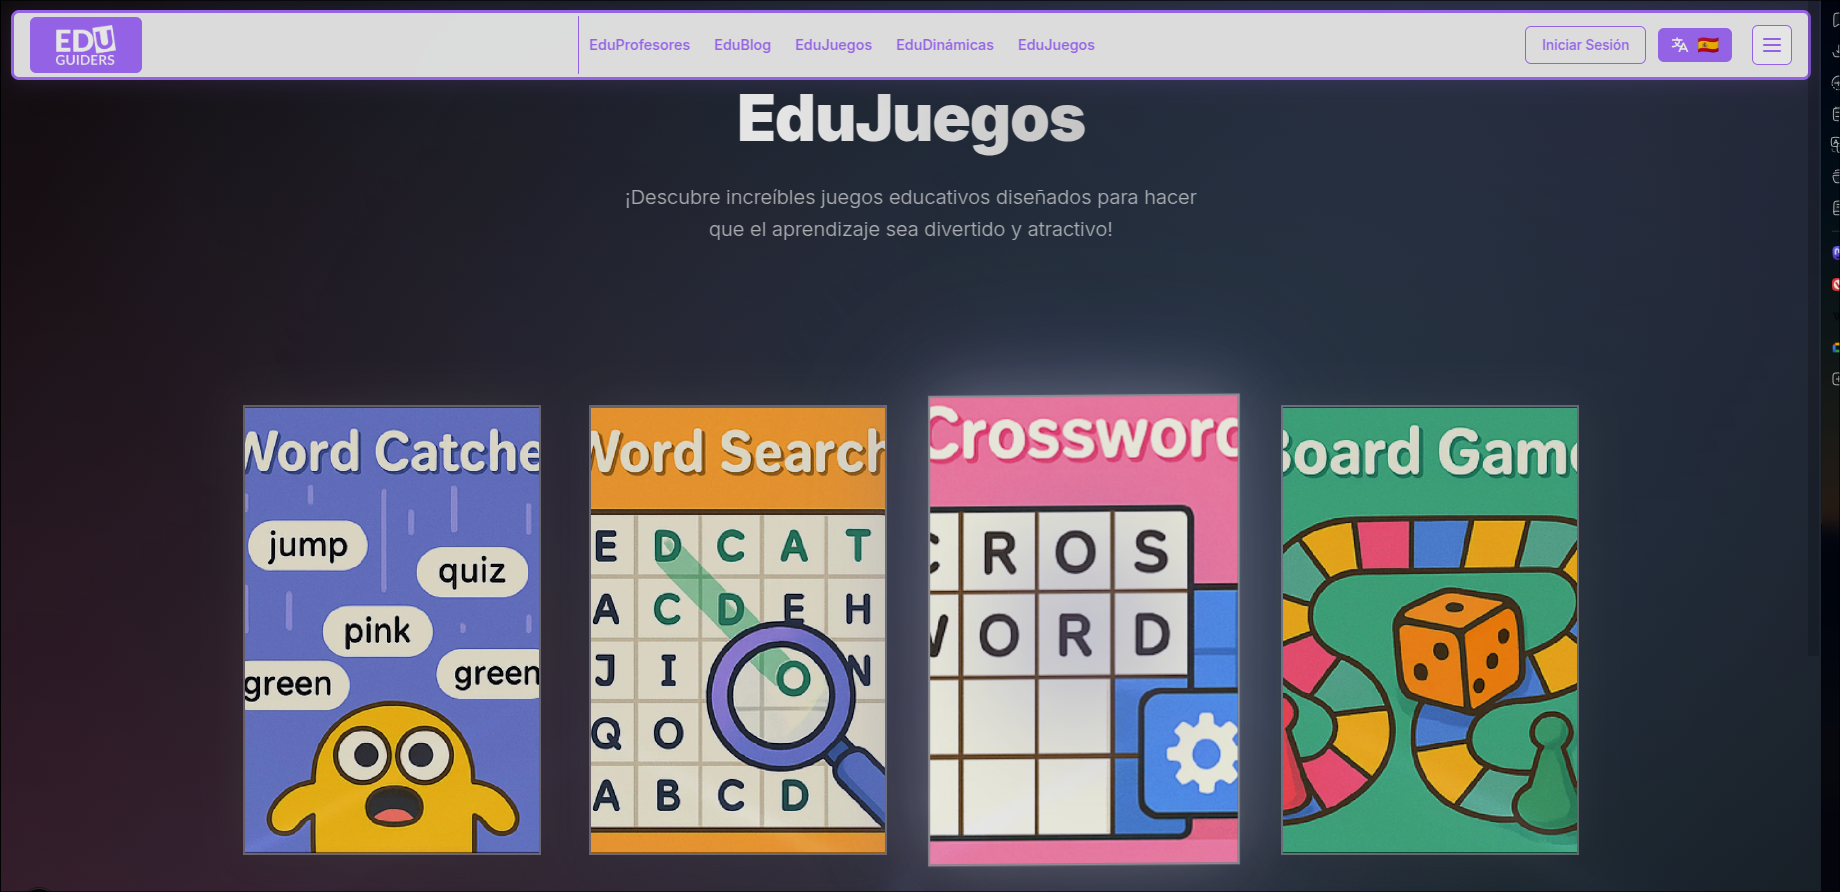 EDU
GUIDERS
EduProfesores
EduBlog
EduJuegos
EduDinámicas
EduJuegos
Iniciar Sesión
EduJuegos
¡Descubre increíbles juegos educativos diseñados para hacer
que el aprendizaje sea divertido y atractivo!
Word Catche
jump
quiz
pink
green
green
Word Search
E D C A T
A C D E H
J I O N
Q O
A B C D
Crossword
C R O S
W O R D
Board Game